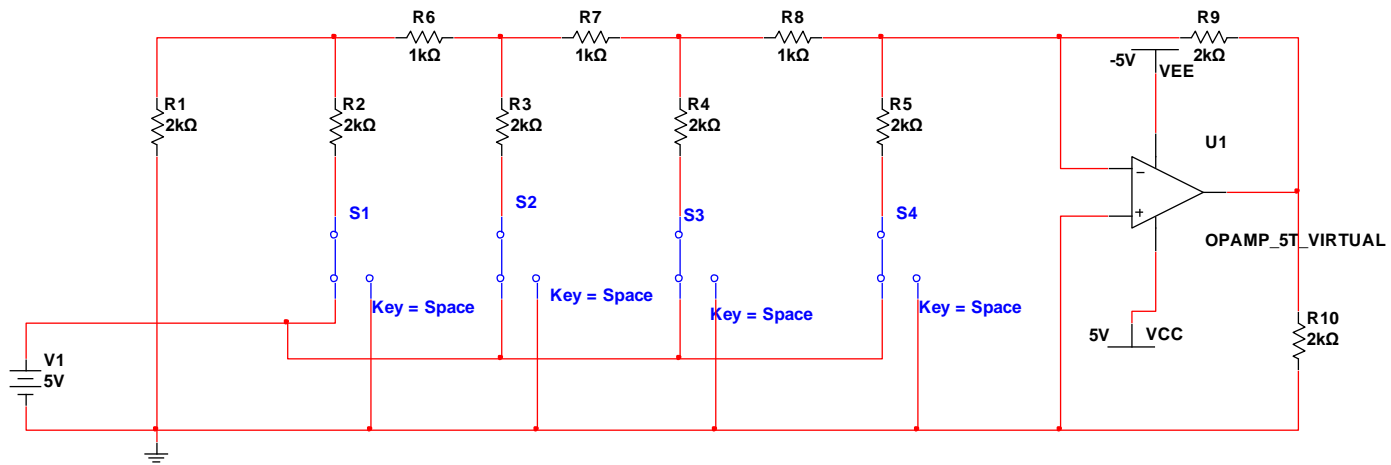 R6
1kΩ
R7
1kΩ
R8
1kΩ
R9
2kΩ
-5V
VEE
R1
2kΩ
R2
2kΩ
R3
2kΩ
R4
2kΩ
R5
2kΩ
U1
S1
S2
S3
S4
OPAMP_5T_VIRTUAL
Key = Space
Key = Space
Key = Space
Key = Space
V1
5V
5V
VCC
R10
2kΩ